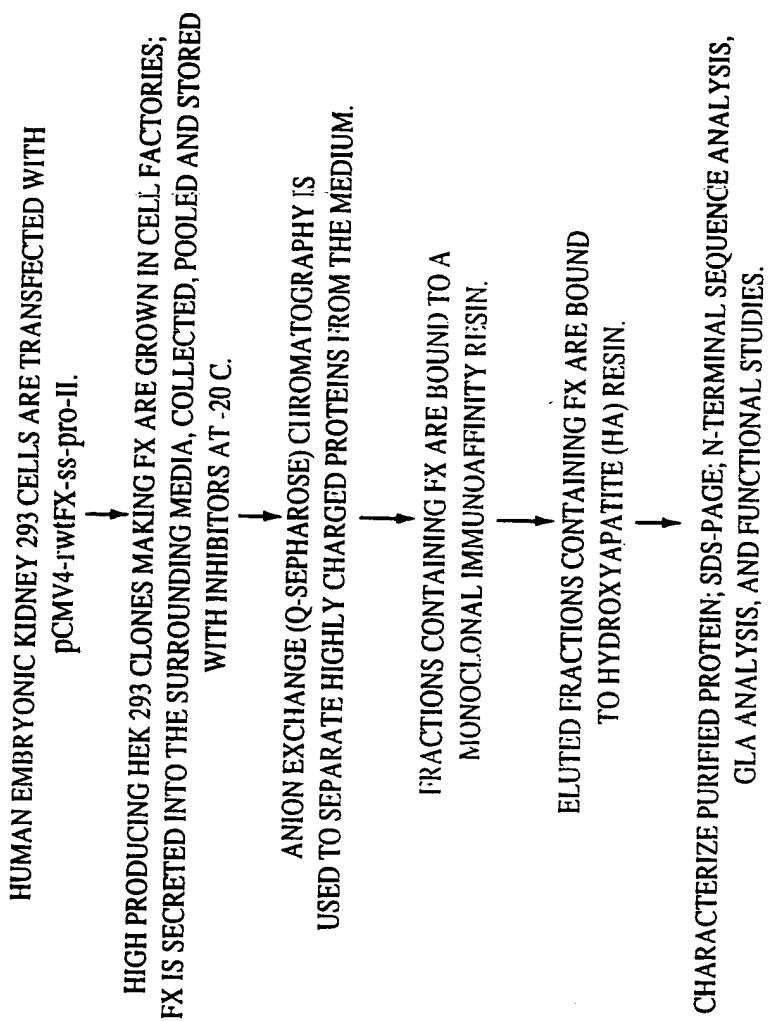 HUMAN EMBRYONIC KIDNEY 293 CELLS ARE TRANSFECTED WITH
pCMV4-rwtFX-ss-pro-II.
HIGH PRODUCING HEK 293 CLONES MAKING FX ARE GROWN IN CELL FACTORIES;
FX IS SECRETED INTO THE SURROUNDING MEDIA, COLLECTED, POOLED AND STORED
WITH INHIBITORS AT -20 C.
ANION EXCHANGE (Q-SEPHAROSE) CHROMATOGRAPHY IS
USED TO SEPARATE HIGHLY CHARGED PROTEINS FROM THE MEDIUM.
FRACTIONS CONTAINING FX ARE BOUND TO A
MONOCLONAL IMMUNOAFFINITY RESIN.
ELUTED FRACTIONS CONTAINING FX ARE BOUND
TO HYDROXYAPATITE (HA) RESIN.
CHARACTERIZE PURIFIED PROTEIN; SDS-PAGE; N-TERMINAL SEQUENCE ANALYSIS,
GLA ANALYSIS, AND FUNCTIONAL STUDIES.